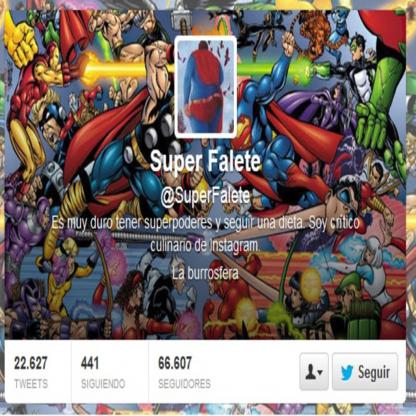 Super Falete
@SuperFalete
Es muy duro tener superpoderes y seguir una dieta. Soy crítico
culinario de Instagram.
La burrosfera
22.627 441 66.607
TWEETS SIGUIENDO SEGUIDORES
Seguir